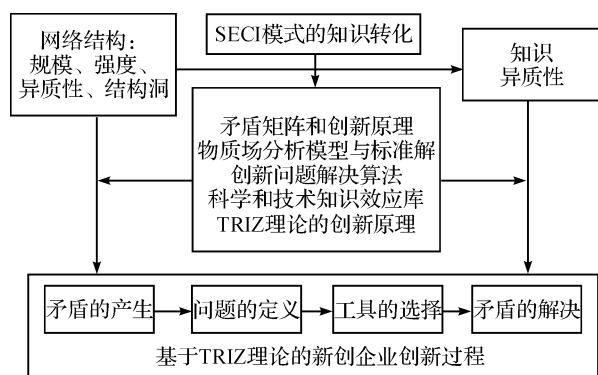 网络结构:
规模、强度、
异质性、结构洞
SECI模式的知识转化
知识
异质性
矛盾矩阵和创新原理
物质场分析模型与标准解
创新问题解决算法
科学和技术知识效应库
TRIZ理论的创新原理
矛盾的产生
问题的定义
工具的选择
矛盾的解决
基于TRIZ理论的新创企业创新过程